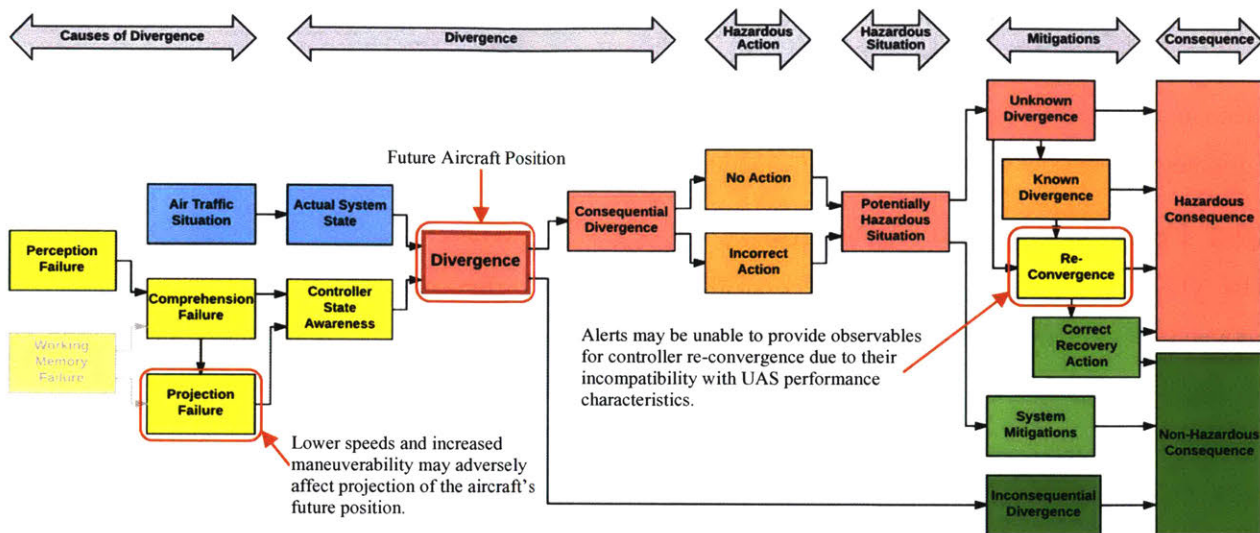 Causes of Divergence
Divergence
Hazardous
Action
Hazardous
Situation
Mitigations
Consequence
Future Aircraft Position
Perception
Failure
Working
Memory
Failure
Air Traffic
Situation
Comprehension
Failure
Projection
Failure
Actual System
State
Controller
State
Awareness
Divergence
Consequential
Divergence
No Action
Incorrect
Action
Potentially
Hazardous
Situation
Unknown
Divergence
Known
Divergence
Re-
Convergence
Correct
Recovery
Action
System
Mitigations
Inconsequential
Divergence
Hazardous
Consequence
Non-Hazardous
Consequence
Alerts may be unable to provide observables
for controller re-convergence due to their
incompatibility with UAS performance
characteristics.
Lower speeds and increased
maneuverability may adversely
affect projection of the aircraft's
future position.